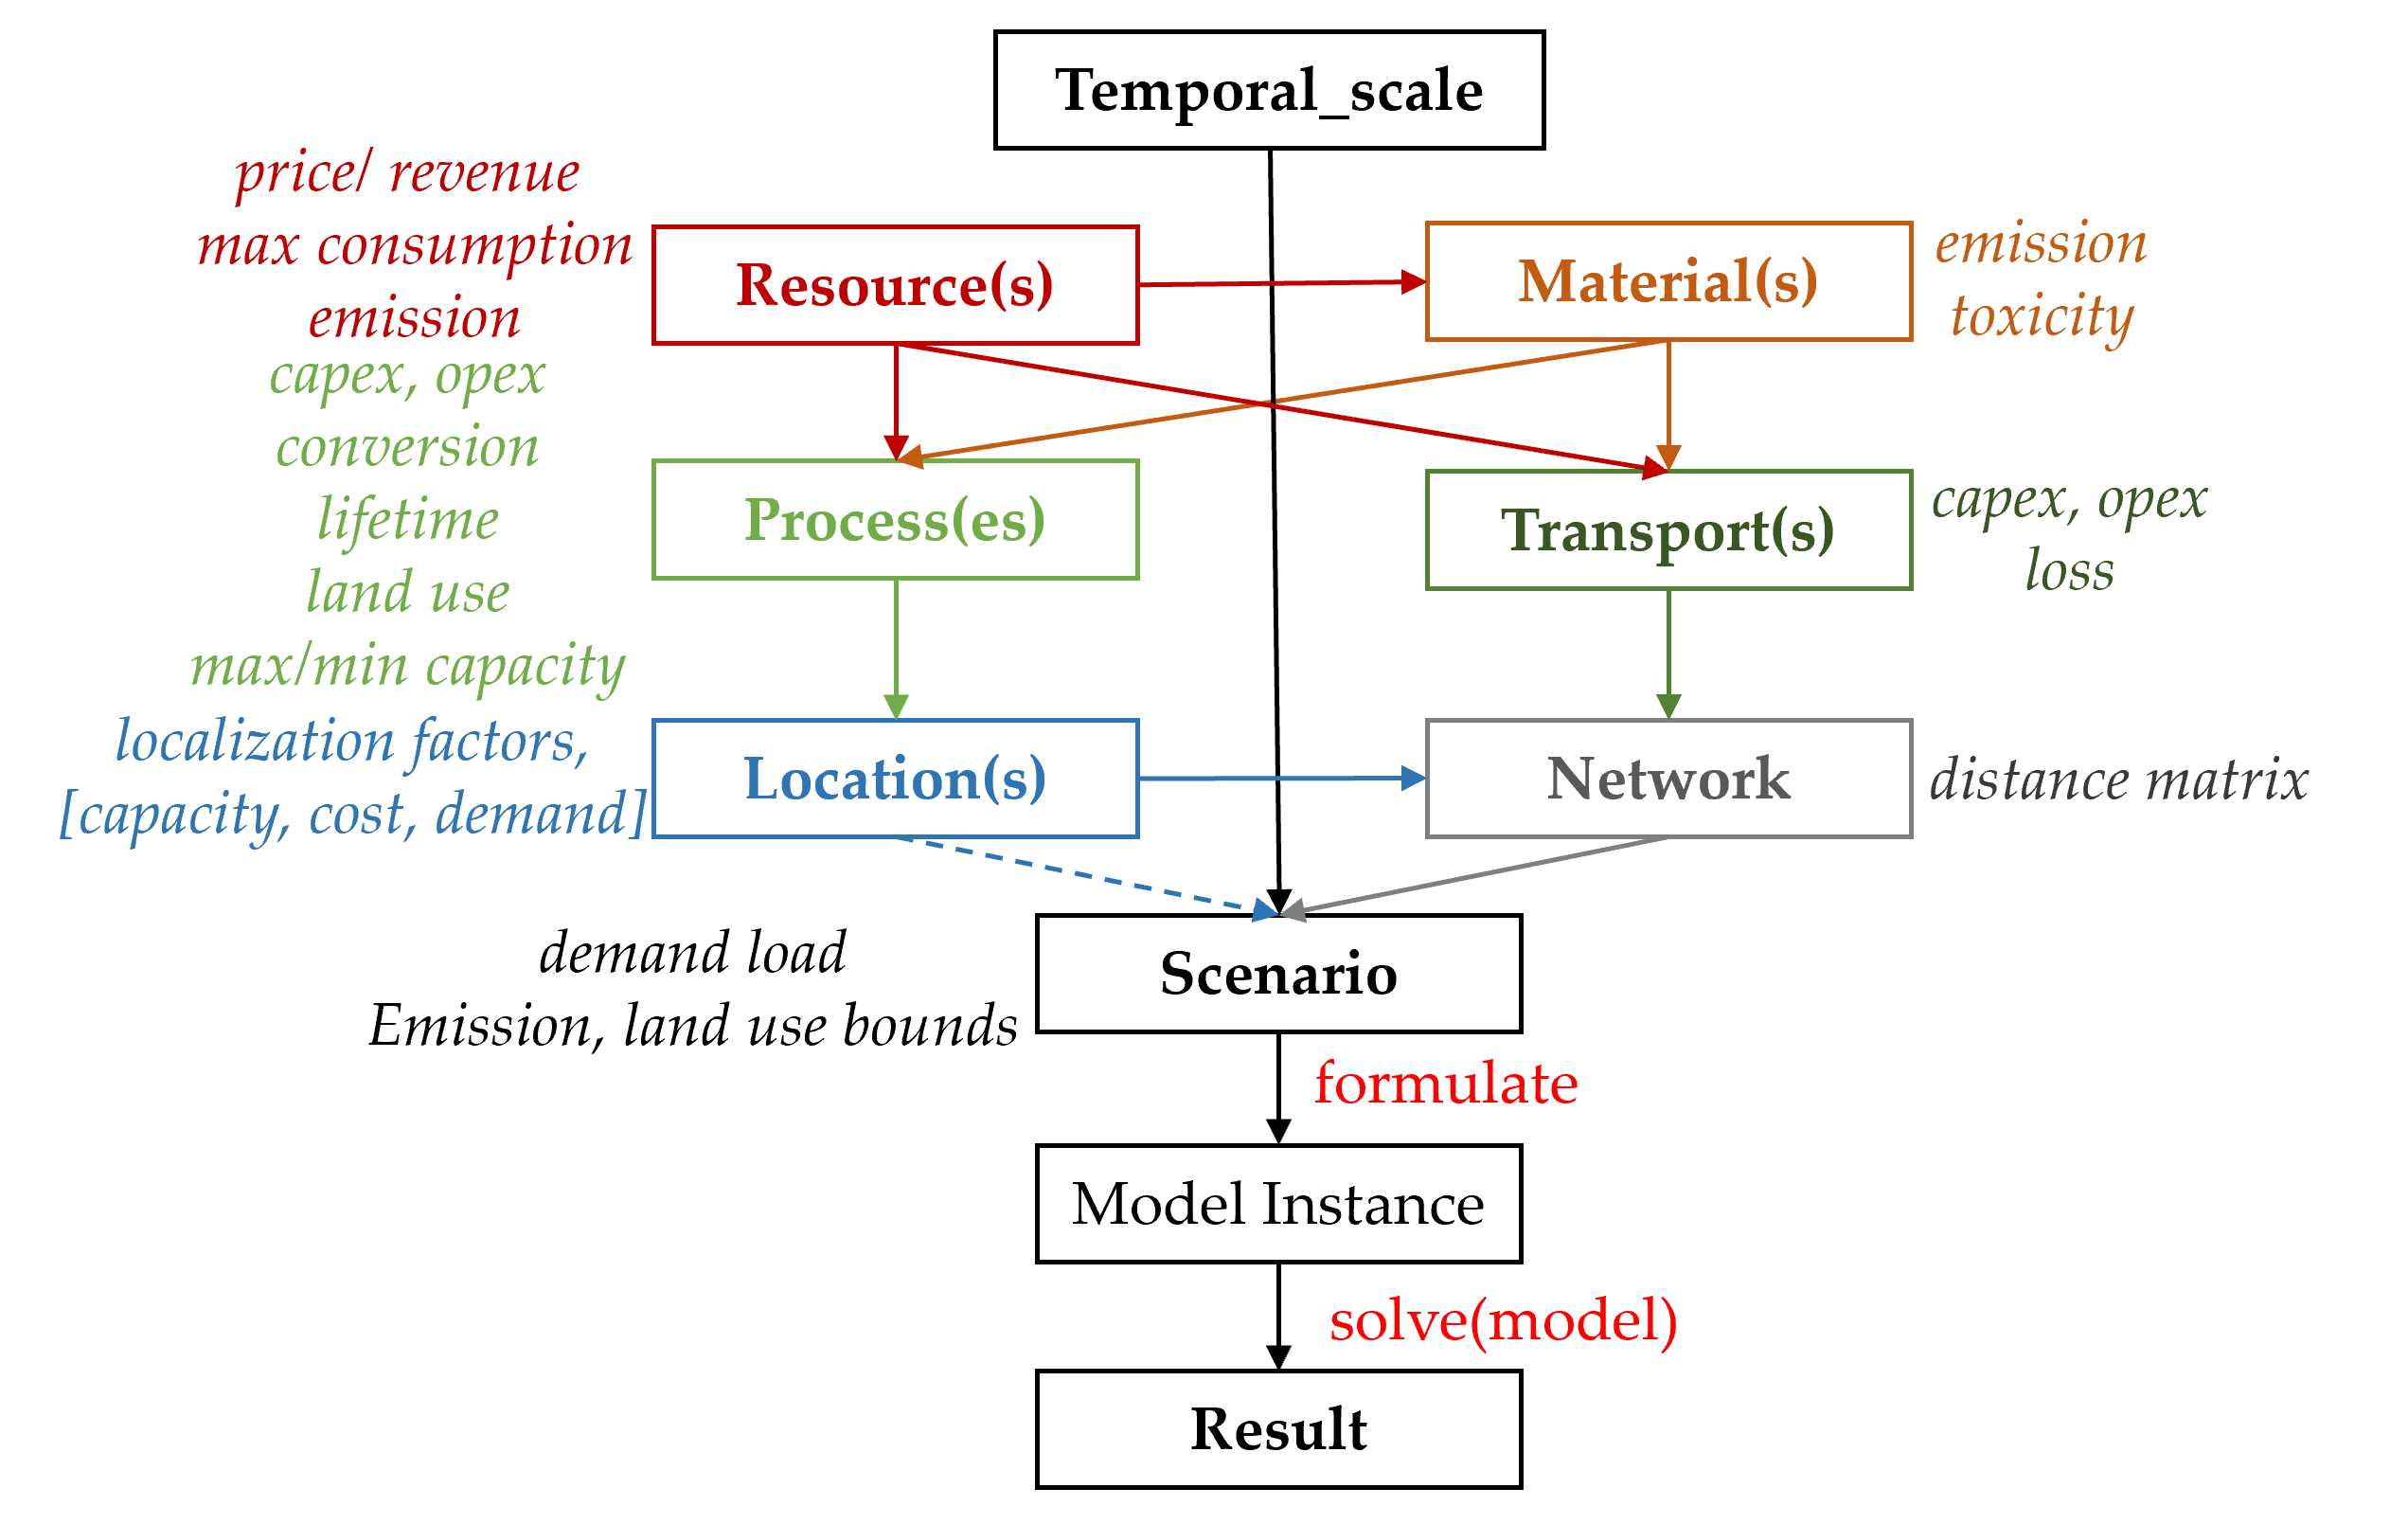 Temporal_scale
price/ revenue
max consumption
emission
Resource(s)
Material(s)
emission
toxicity
capex, opex
conversion
lifetime
land use
max/min capacity
Process(es)
Transport(s)
capex, opex
loss
localization factors,
[capacity, cost, demand]
Location(s)
Network
distance matrix
demand load
Emission, land use bounds
Scenario
formulate
Model Instance
solve(model)
Result